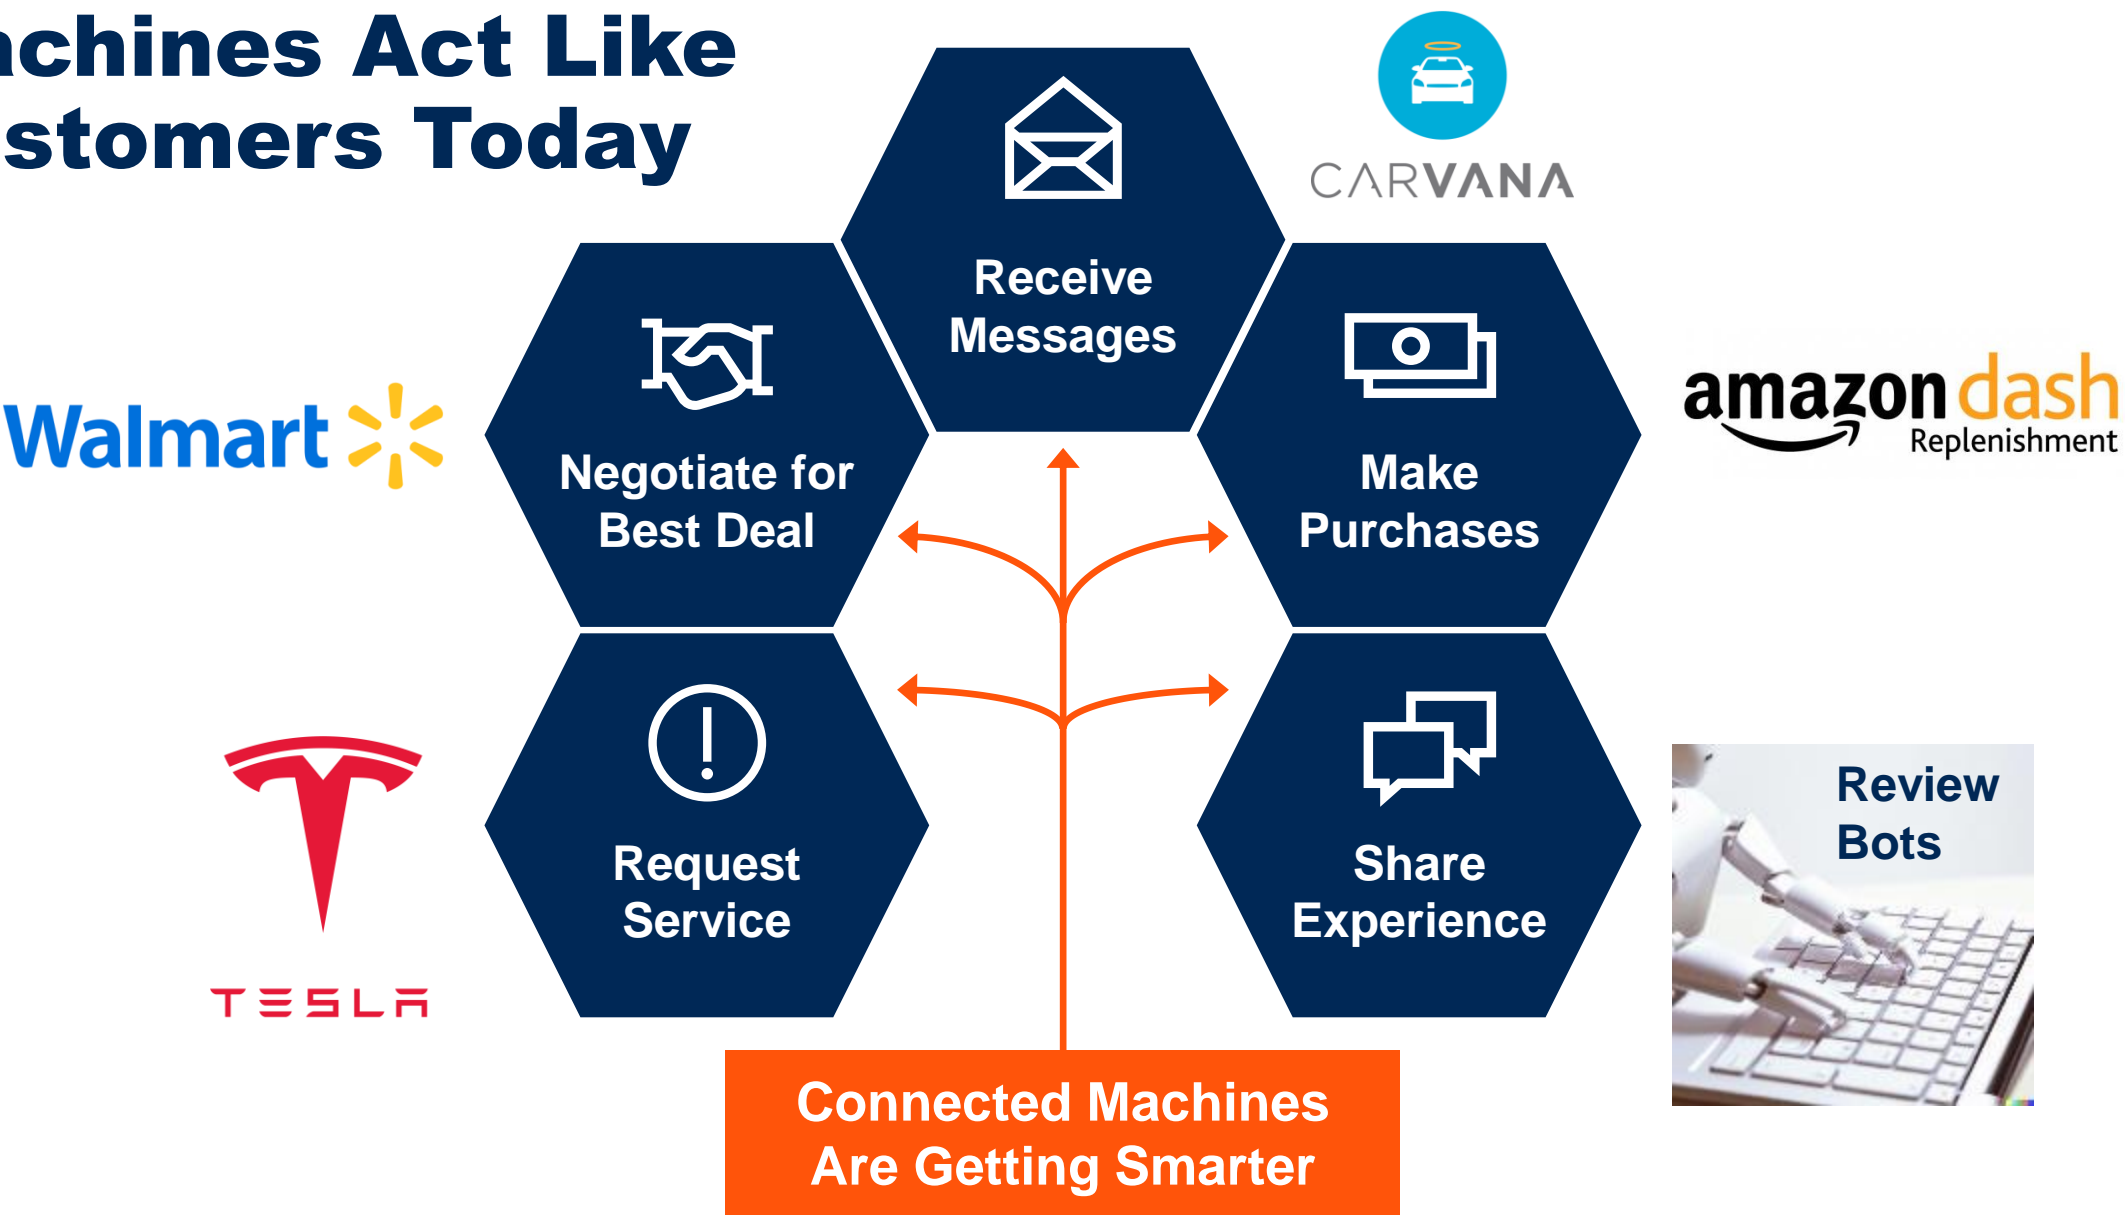 achines Act Like
stomers Today
CARVANA
Receive
Messages
Negotiate for
Best Deal
Make
Purchases
Walmart
amazon dash
Replenishment
Request
Service
Share
Experience
TESLA
Review
Bots
Connected Machines
Are Getting Smarter